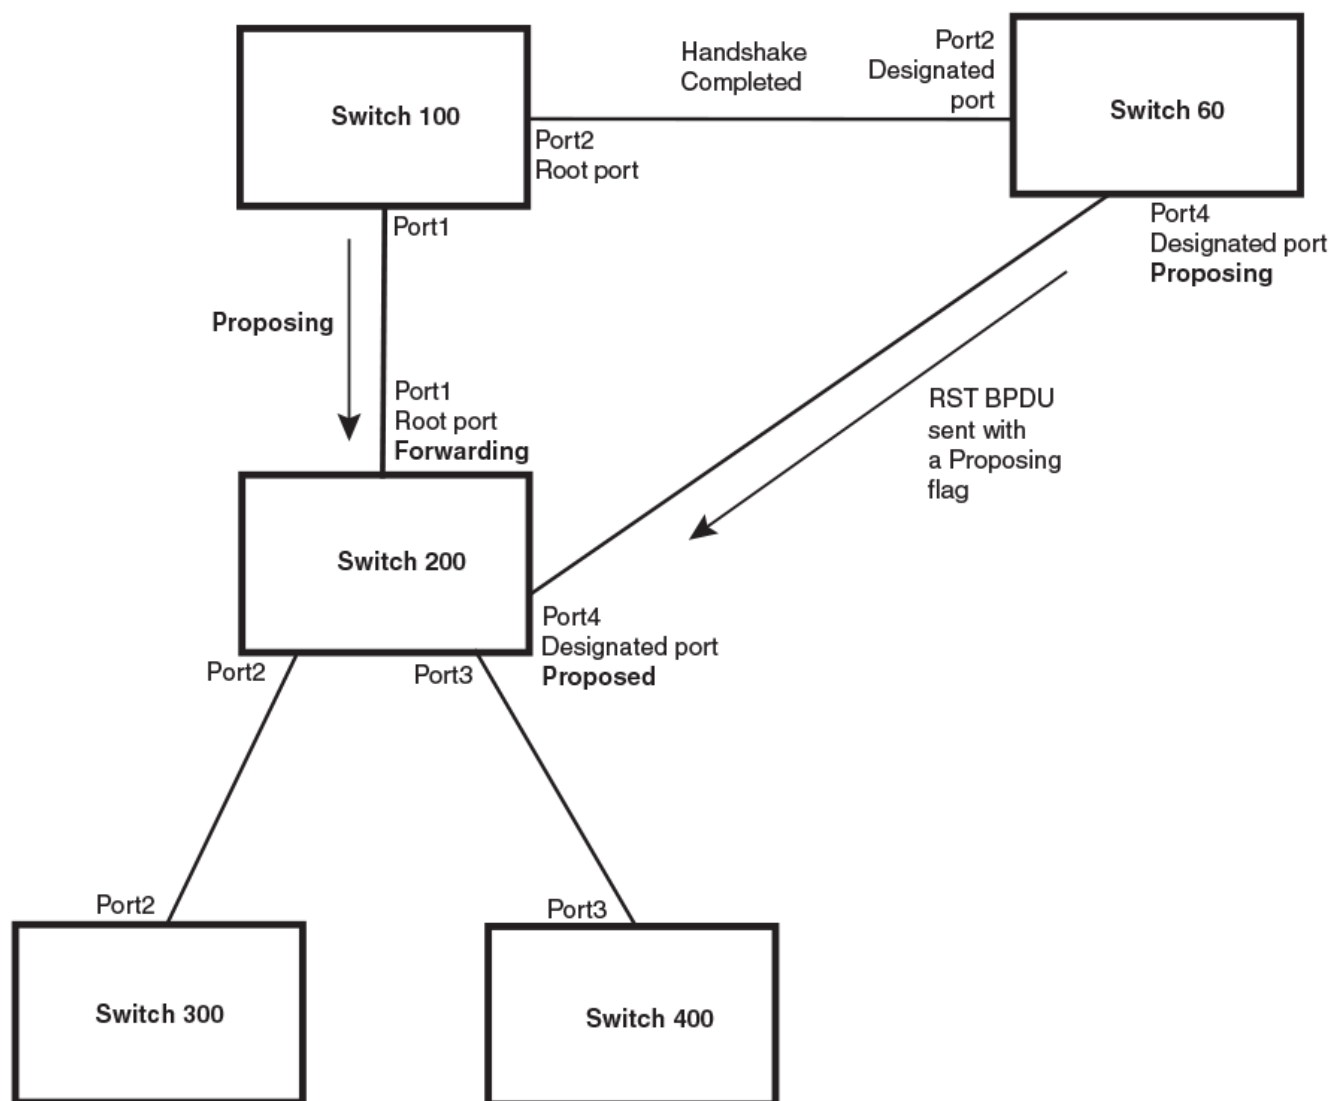 Switch 100
Handshake
Completed
Port2
Designated
port
Switch 60
Port2
Root port
Port1
Port4
Designated port
Proposing
Proposing
Port1
Root port
Forwarding
RST BPDU
sent with
a Proposing
flag
Switch 200
Port4
Designated port
Proposed
Port2
Port3
Port2
Port3
Switch 300
Switch 400